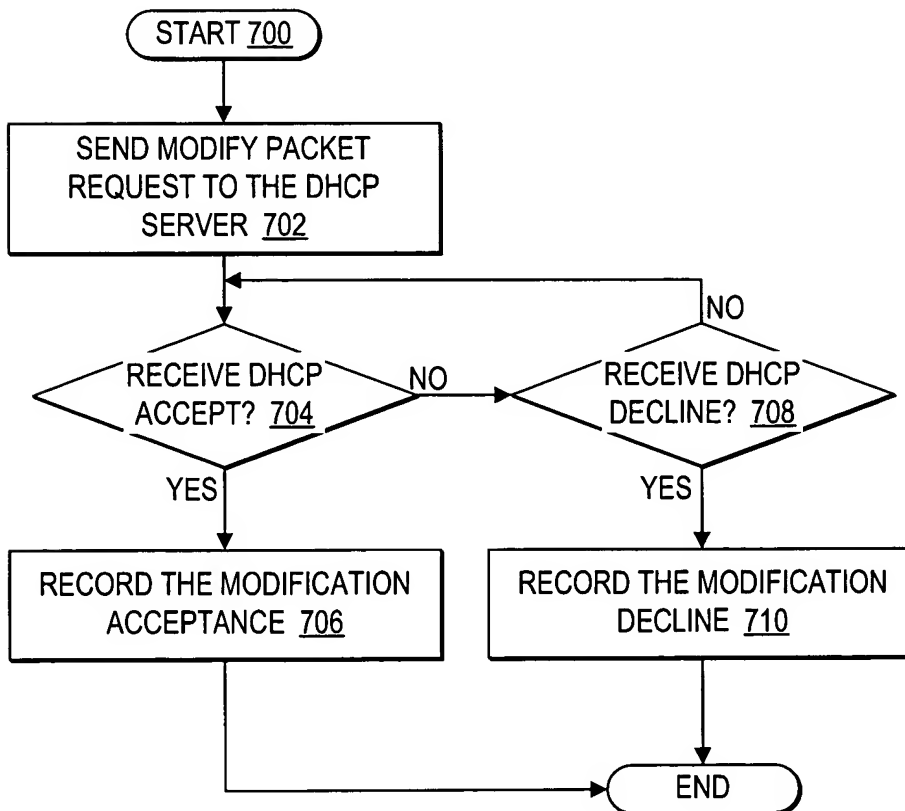 START 700
SEND MODIFY PACKET
REQUEST TO THE DHCP
SERVER 702
NO
RECEIVE DHCP
ACCEPT? 704
NO
RECEIVE DHCP
DECLINE? 708
YES
YES
RECORD THE MODIFICATION
ACCEPTANCE 706
RECORD THE MODIFICATION
DECLINE 710
END